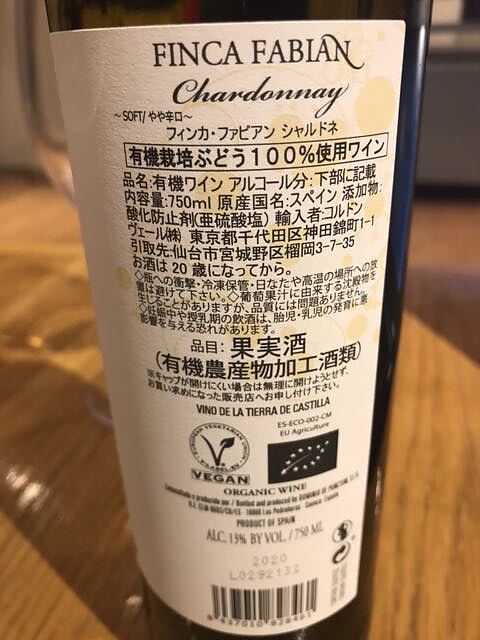 FINCA FABIAN
Chardonnay
～SOFT/やや辛口～
フィンカ・ファビアン シャルドネ
有機栽培ぶどう100%使用ワイン
品名:有機ワイン アルコール分:下部に記載
内容量:750ml 原産国名:スペイン 添加物:
酸化防止剤(亜硫酸塩) 輸入者:コルドン
ヴェール㈱ 東京都千代田区神田錦町1-1
引取先:仙台市宮城野区榴岡3-7-35
お酒は20歳になってから。
◇瓶への衝撃・冷凍保管・日なたや高温の場所への放
置は避けて下さい。◇葡萄果汁に由来する沈殿物を
生じることがありますが、品質には問題ありません。
◇妊娠中や授乳期の飲酒は、胎児・乳児の発育に悪
影響を与える恐れがあります。
品目: 果実酒
(有機農産物加工酒類)
※キャップが開けにくい場合は無理に開けようとせず、
お買い求めになった販売店へお申し付け下さい。
VINO DE LA TIERRA DE CASTILLA
ES-ECO-002-CM
EU Agriculture
EUROPEAN VEGETARIAN UNION
VEGAN
ORGANIC WINE
PRODUCT OF SPAIN
ALC. 13% BY VOL. / 750 ML
2020
L0292132
8437010828461